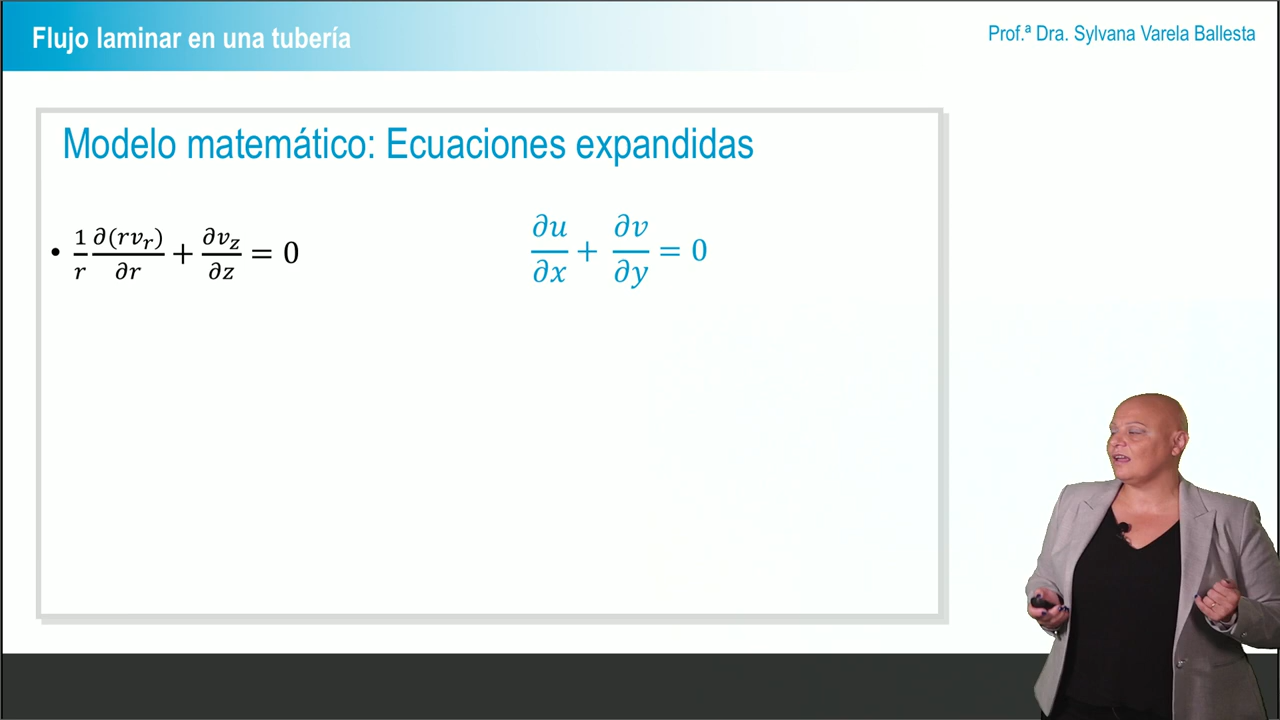 Flujo laminar en una tubería
Prof.ª Dra. Sylvana Varela Ballesta
Modelo matemático: Ecuaciones expandidas
• 1/r ∂(rv_r)/∂r + ∂v_z/∂z = 0
∂u/∂x + ∂v/∂y = 0